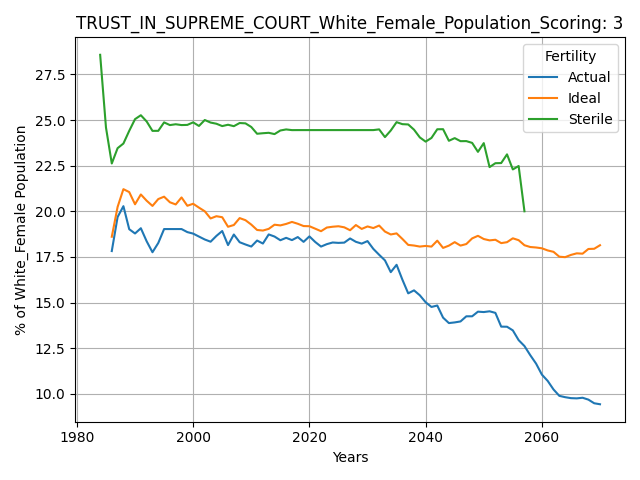 TRUST_IN_SUPREME_COURT_White_Female_Population_Scoring: 3
Fertility
Actual
Ideal
Sterile
% of White_Female Population
27.5
25.0
22.5
20.0
17.5
15.0
12.5
10.0
1980
2000
2020
2040
2060
Years